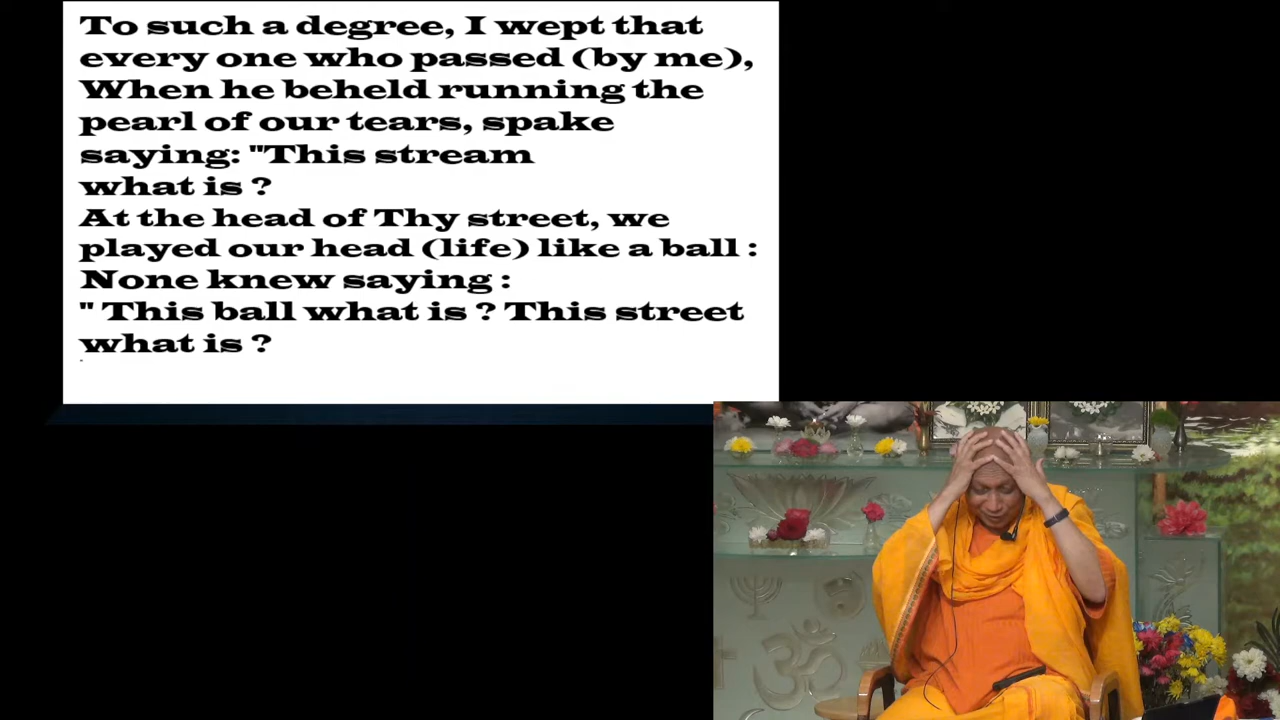 To such a degree, I wept that
every one who passed (by me),
When he beheld running the
pearl of our tears, spake
saying: "This stream
what is ?
At the head of Thy street, we
played our head (life) like a ball :
None knew saying :
" This ball what is ? This street
what is ?
ॐ